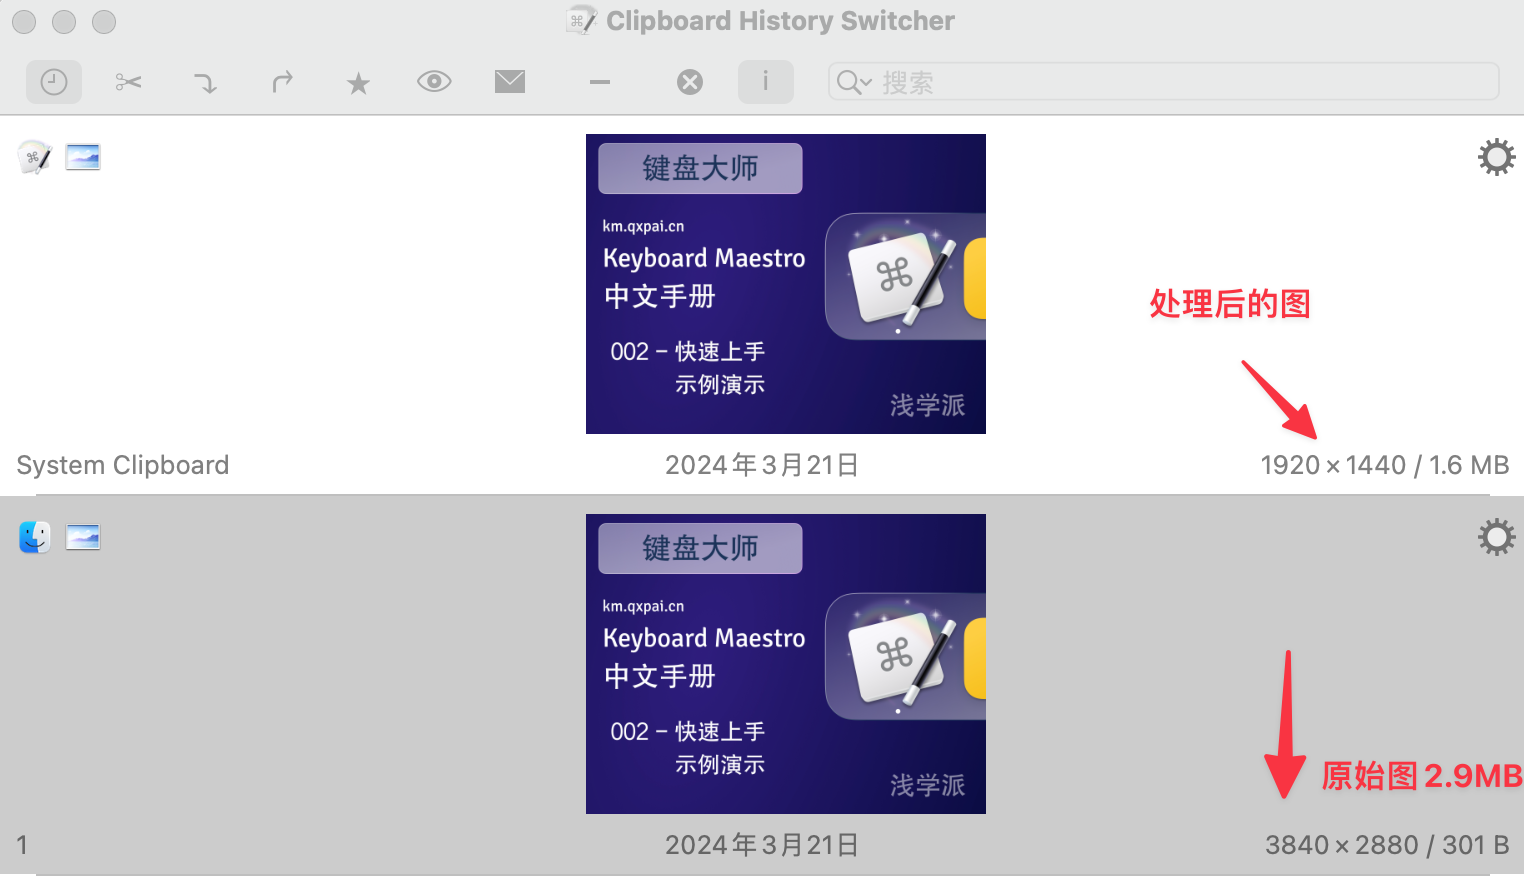 Clipboard History Switcher
搜索
键盘大师
km.qxpai.cn
Keyboard Maestro
中文手册
002 – 快速上手
示例演示
浅学派
处理后的图
System Clipboard
2024年3月21日
1920 × 1440 / 1.6 MB
键盘大师
km.qxpai.cn
Keyboard Maestro
中文手册
002 – 快速上手
示例演示
浅学派
原始图 2.9MB
1
2024年3月21日
3840 × 2880 / 301 B